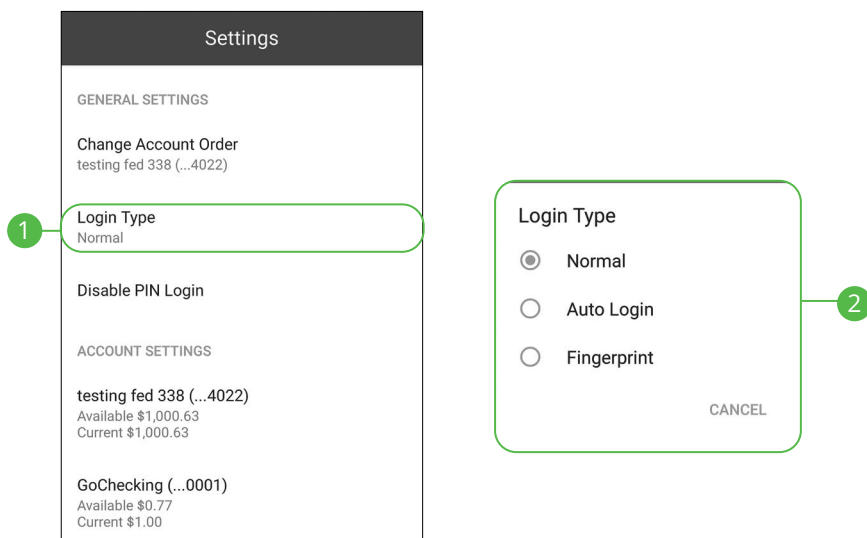 Settings
GENERAL SETTINGS
Change Account Order
testing fed 338 (...4022)
1
Login Type
Normal
Disable PIN Login
ACCOUNT SETTINGS
testing fed 338 (...4022)
Available $1,000.63
Current $1,000.63
GoChecking (...0001)
Available $0.77
Current $1.00
Login Type
Normal
Auto Login
Fingerprint
CANCEL
2